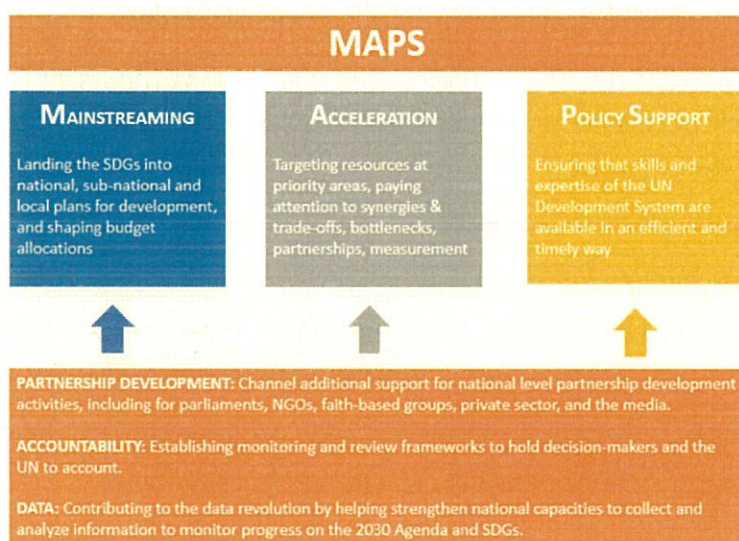 MAPS
MAINSTREAMING
Landing the SDGs into
national, sub-national and
local plans for development,
and shaping budget
allocations
ACCELERATION
Targeting resources at
priority areas, paying
attention to synergies &
trade-offs, bottlenecks,
partnerships, measurement
POLICY SUPPORT
Ensuring that skills and
expertise of the UN
Development System are
available in an efficient and
timely way
PARTNERSHIP DEVELOPMENT: Channel additional support for national level partnership development
activities, including for parliaments, NGOs, faith-based groups, private sector, and the media.
ACCOUNTABILITY: Establishing monitoring and review frameworks to hold decision-makers and the
UN to account.
DATA: Contributing to the data revolution by helping strengthen national capacities to collect and
analyze information to monitor progress on the 2030 Agenda and SDGs.